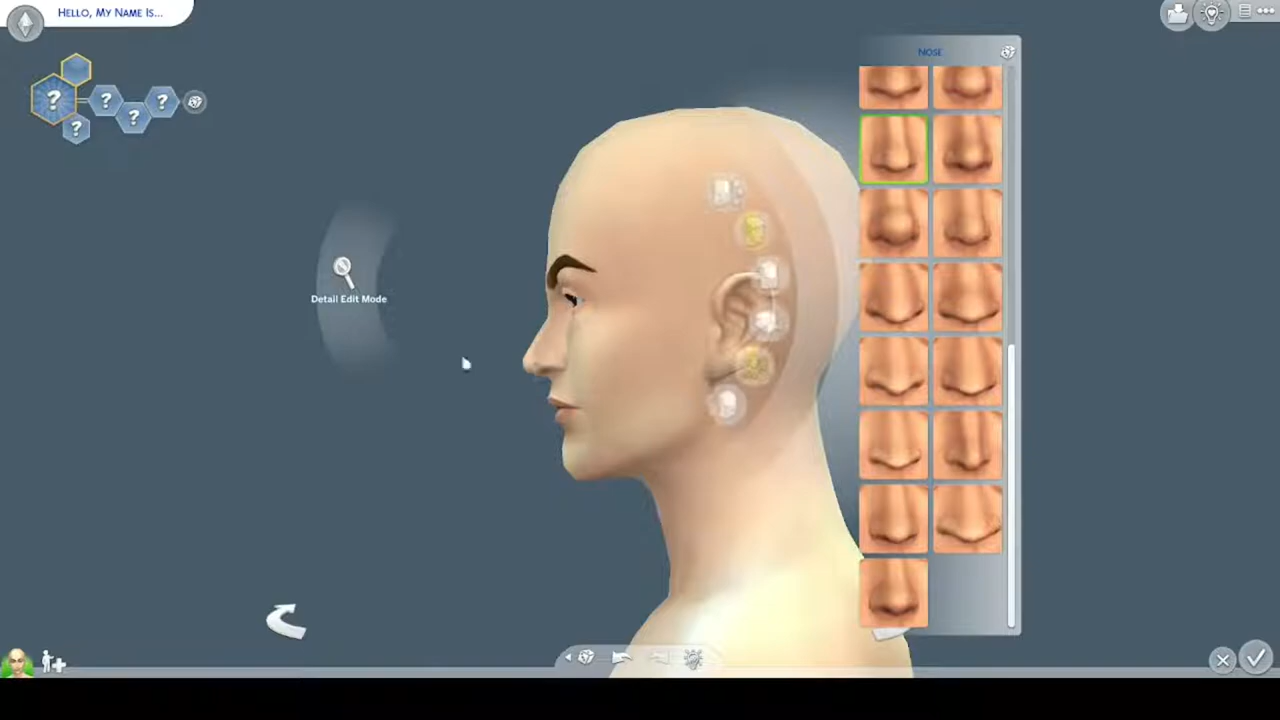 HELLO, MY NAME IS...
NOSE
?
? ? ?
?
Detail Edit Mode